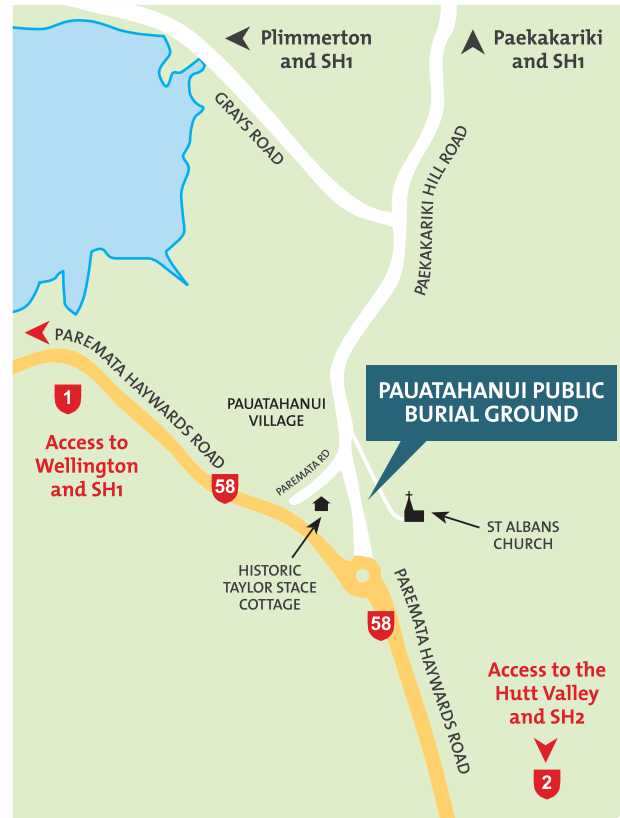 Plimmerton
and SH1
Paekakariki
and SH1
GRAYS ROAD
PAEKAKARIKI HILL ROAD
PAREMATA HAYWARDS ROAD
1
Access to
Wellington
and SH1
PAUATAHANUI
VILLAGE
PAUATAHANUI PUBLIC
BURIAL GROUND
PAREMATA RD
58
ST ALBANS
CHURCH
HISTORIC
TAYLOR STACE
COTTAGE
58
PAREMATA HAYWARDS ROAD
Access to the
Hutt Valley
and SH2
2